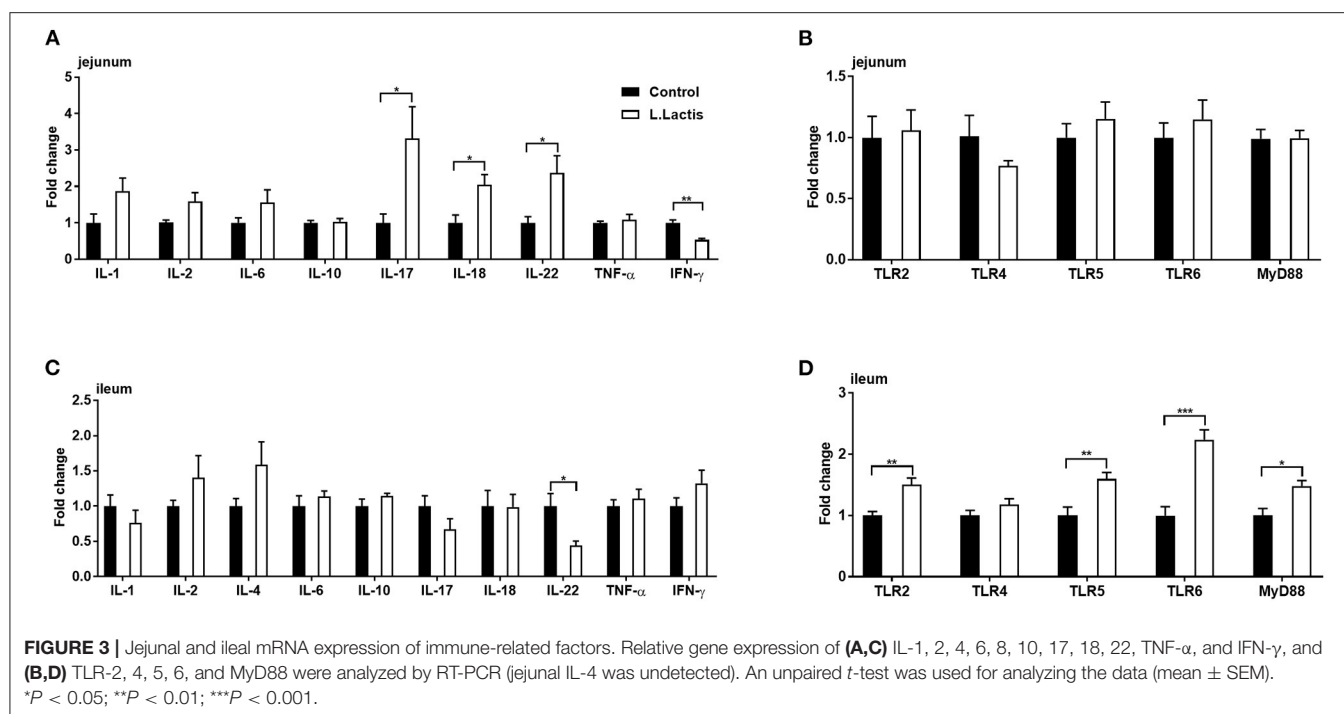 A
jejunum
Fold change
5
4
3
2
1
0
Control
L.Lactis
*
*
*
**
IL-1 IL-2 IL-6 IL-10 IL-17 IL-18 IL-22 TNF-α IFN-γ
B
jejunum
Fold change
1.5
1.0
0.5
0.0
TLR2 TLR4 TLR5 TLR6 MyD88
C
ileum
Fold change
2.5
2.0
1.5
1.0
0.5
0.0
*
IL-1 IL-2 IL-4 IL-6 IL-10 IL-17 IL-18 IL-22 TNF-α IFN-γ
D
ileum
Fold change
3
2
1
0
**
**
***
*
TLR2 TLR4 TLR5 TLR6 MyD88
FIGURE 3 | Jejunal and ileal mRNA expression of immune-related factors. Relative gene expression of (A,C) IL-1, 2, 4, 6, 8, 10, 17, 18, 22, TNF-α, and IFN-γ, and
(B,D) TLR-2, 4, 5, 6, and MyD88 were analyzed by RT-PCR (jejunal IL-4 was undetected). An unpaired t-test was used for analyzing the data (mean ± SEM).
*P < 0.05; **P < 0.01; ***P < 0.001.